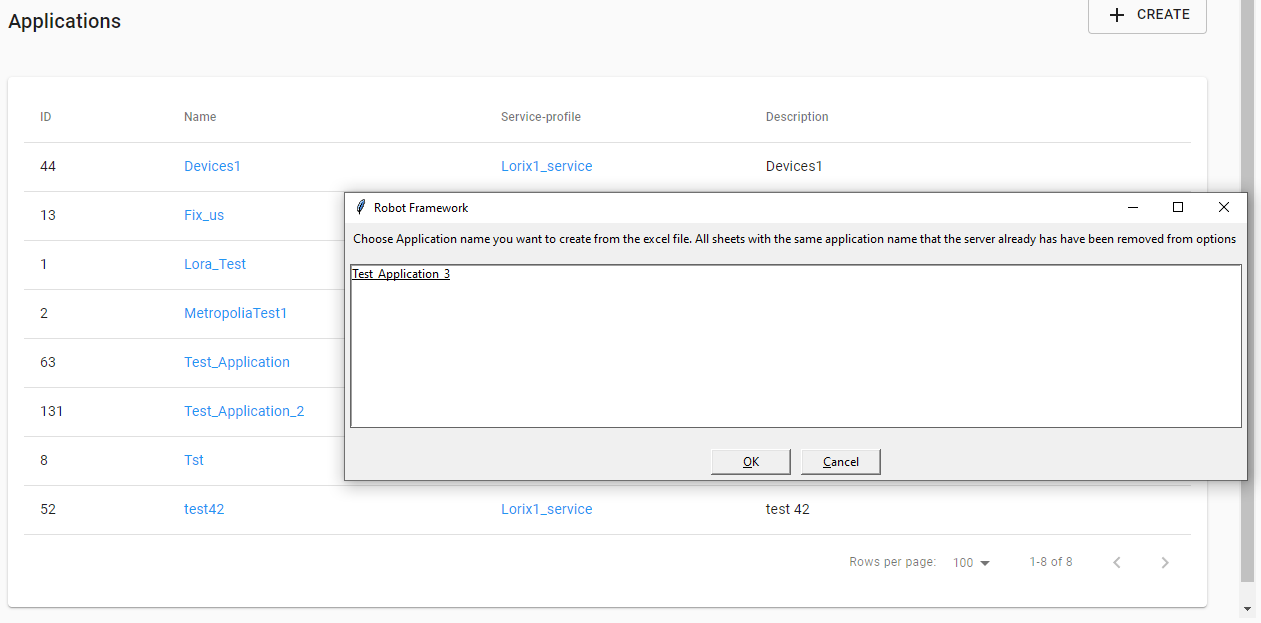 Applications
CREATE
ID Name Service-profile Description
44 Devices1 Lorix1_service Devices1
13 Fix_us
1 Lora_Test
2 MetropoliaTest1
63 Test_Application
131 Test_Application_2
8 Tst
52 test42 Lorix1_service test 42
Rows per page: 100 1-8 of 8
Robot Framework
Choose Application name you want to create from the excel file. All sheets with the same application name that the server already has have been removed from options
Test_Application_3
OK Cancel